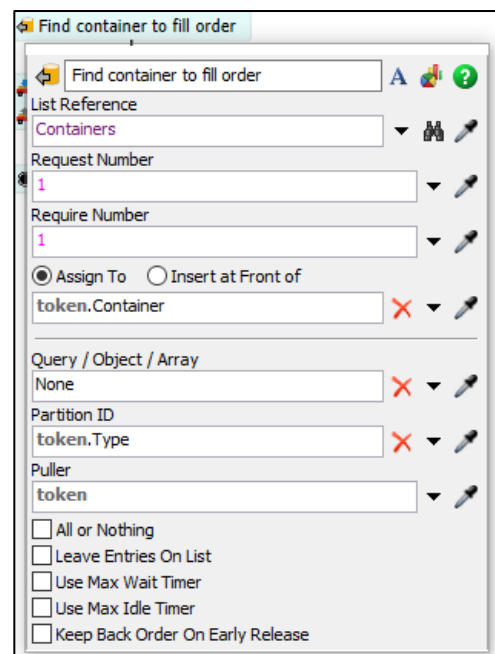 Find container to fill order
Find container to fill order A ?
List Reference
Containers
Request Number
1
Require Number
1
Assign To Insert at Front of
token.Container
Query / Object / Array
None
Partition ID
token.Type
Puller
token
All or Nothing
Leave Entries On List
Use Max Wait Timer
Use Max Idle Timer
Keep Back Order On Early Release